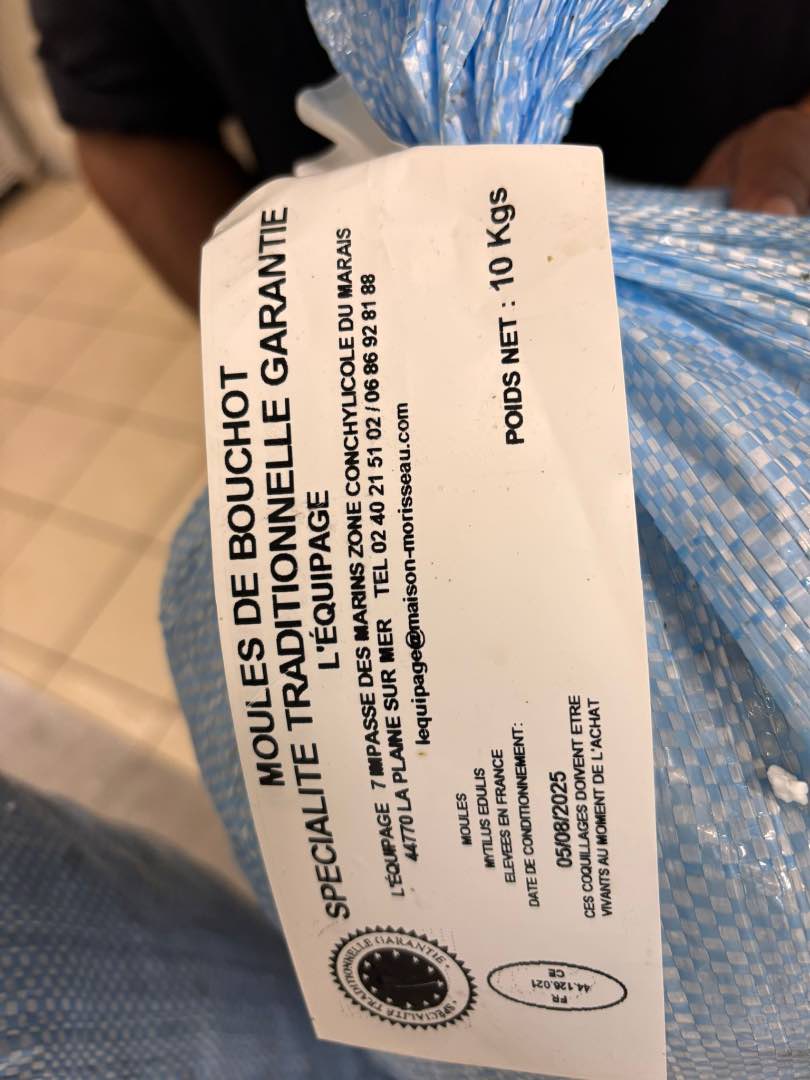 MOULES DE BOUCHOT
SPECIALITE TRADITIONNELLE GARANTIE
L'ÉQUIPAGE
L'ÉQUIPAGE 7 IMPASSE DES MARINS ZONE CONCHYLICOLE DU MARAIS
44770 LA PLAINE SUR MER TEL 02 40 21 51 02 / 06 86 92 81 88
lequipage@maison-morisseau.com
POIDS NET : 10 Kgs
MOULES
MYTILUS EDULIS
ELEVEES EN FRANCE
DATE DE CONDITIONNEMENT:
05/08/2025
CES COQUILLAGES DOIVENT ETRE
VIVANTS AU MOMENT DE L'ACHAT
SPÉCIALITÉ TRADITIONNELLE GARANTIE
FR
44.126.021
CE